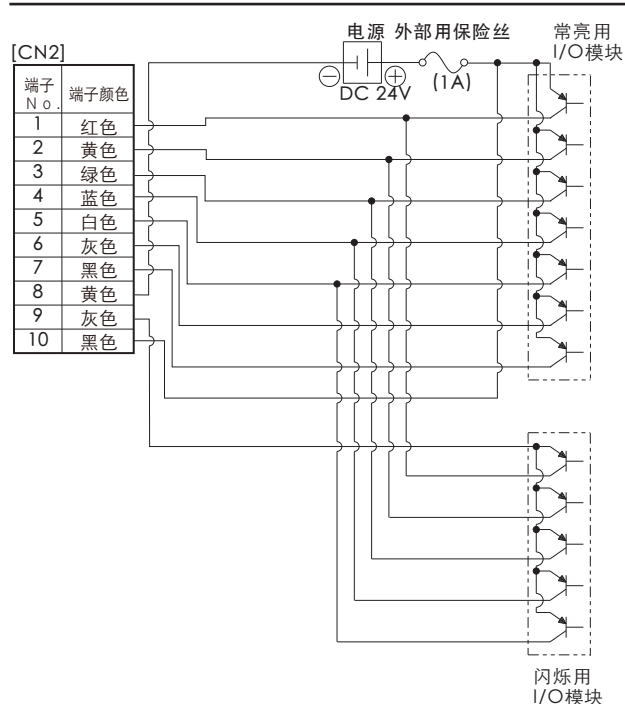 电源 外部用保险丝
DC 24V
(1A)
常亮用
I/O模块
[CN2]
端子 No. 端子颜色
1 红色
2 黄色
3 绿色
4 蓝色
5 白色
6 灰色
7 黑色
8 黄色
9 灰色
10 黑色
闪烁用
I/O模块